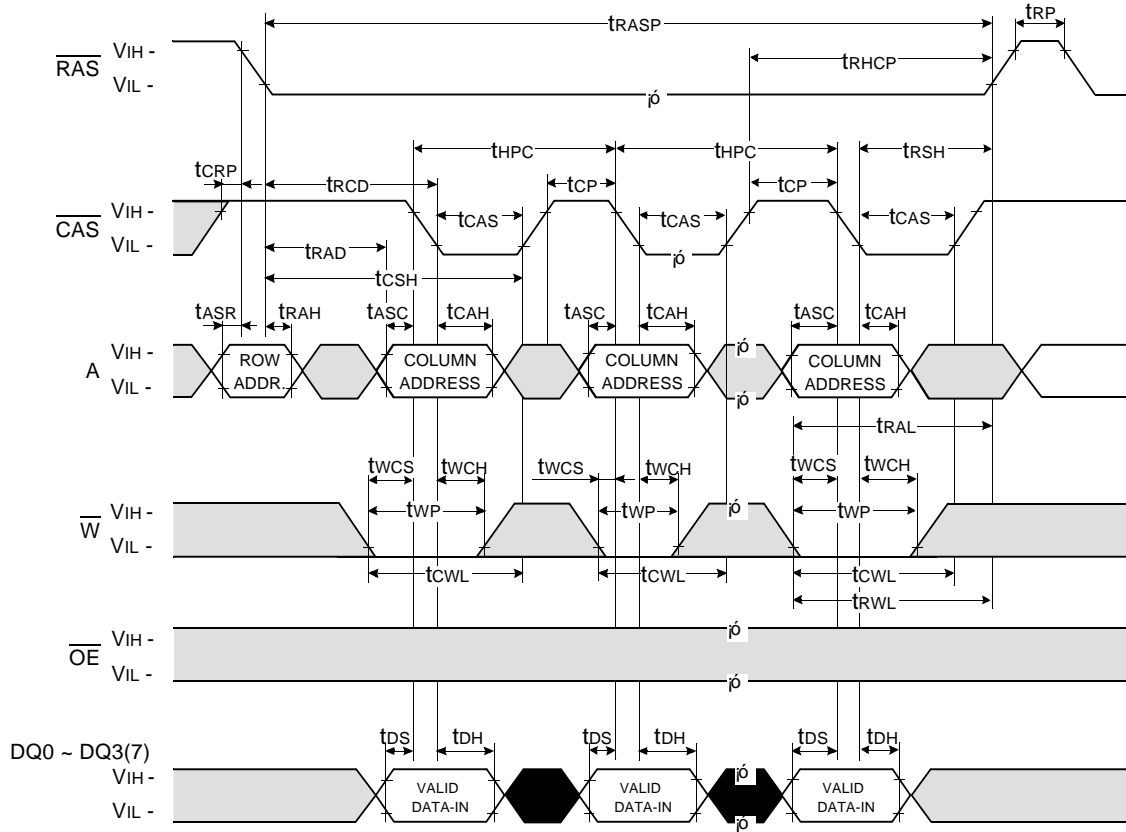 tRASP
tRP
RAS
VIH -
VIL -
tRHCP
¡ó
tCRP
tRCD
tHPC
tCP
tHPC
tCP
tRSH
CAS
VIH -
VIL -
tCAS
tCAS
tCAS
tRAD
tCSH
¡ó
tASR
tRAH
tASC
tCAH
tASC
tCAH
tASC
tCAH
A
VIH -
VIL -
ROW
ADDR.
COLUMN
ADDRESS
COLUMN
ADDRESS
¡ó
¡ó
COLUMN
ADDRESS
tRAL
tWCS
tWCH
tWCS
tWCH
tWCS
tWCH
W
VIH -
VIL -
tWP
tWP
¡ó
tWP
tCWL
tCWL
tCWL
tRWL
OE
VIH -
VIL -
¡ó
¡ó
DQ0 ~ DQ3(7)
VIH -
VIL -
tDS
tDH
tDS
tDH
tDS
tDH
VALID
DATA-IN
VALID
DATA-IN
¡ó
¡ó
VALID
DATA-IN